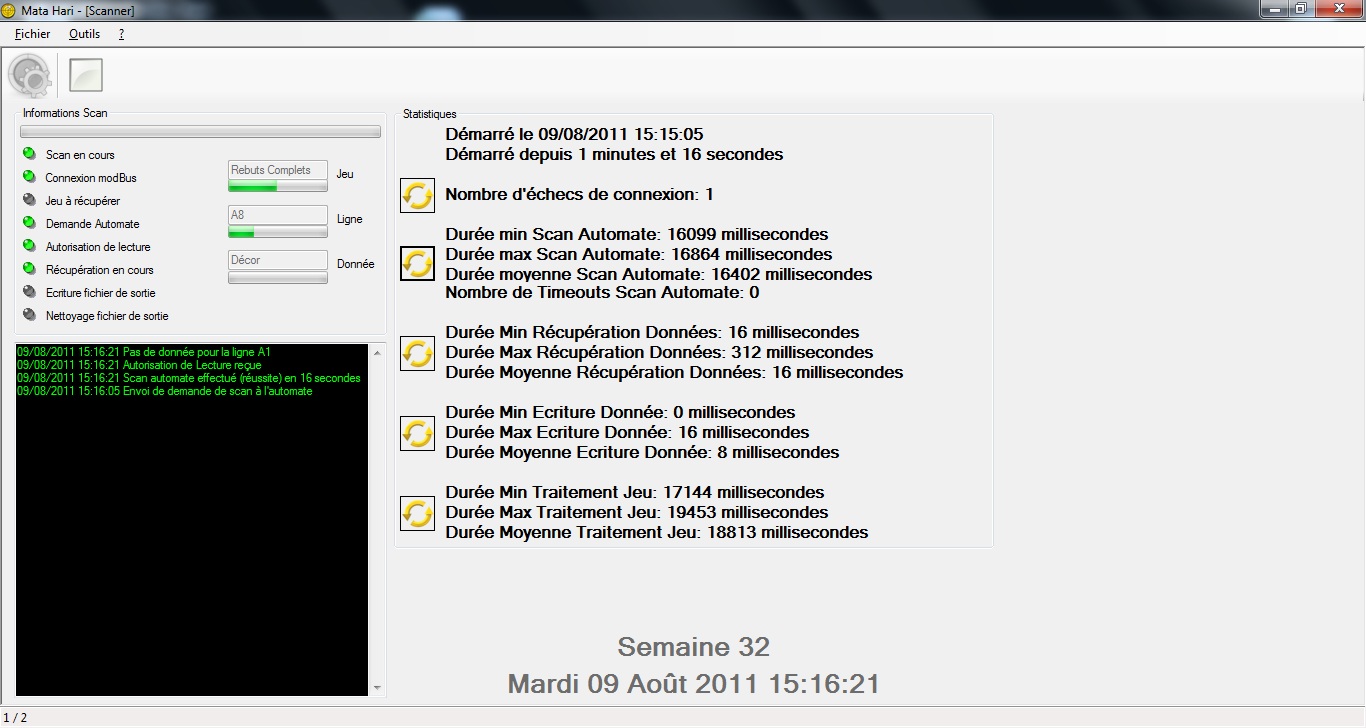 Mata Hari - [Scanner]
Fichier Outils ?
Informations Scan
Scan en cours
Connexion modBus
Jeu à récupérer
Demande Automate
Autorisation de lecture
Récupération en cours
Ecriture fichier de sortie
Nettoyage fichier de sortie
Rebuts Complets Jeu
A8 Ligne
Décor Donnée
09/08/2011 15:16:21 Pas de donnée pour la ligne A1
09/08/2011 15:16:21 Autorisation de Lecture reçue
09/08/2011 15:16:21 Scan automate effectué (réussite) en 16 secondes
09/08/2011 15:16:05 Envoi de demande de scan à l'automate
Statistiques
Démarré le 09/08/2011 15:15:05
Démarré depuis 1 minutes et 16 secondes
Nombre d'échecs de connexion: 1
Durée min Scan Automate: 16099 millisecondes
Durée max Scan Automate: 16864 millisecondes
Durée moyenne Scan Automate: 16402 millisecondes
Nombre de Timeouts Scan Automate: 0
Durée Min Récupération Données: 16 millisecondes
Durée Max Récupération Données: 312 millisecondes
Durée Moyenne Récupération Données: 16 millisecondes
Durée Min Ecriture Donnée: 0 millisecondes
Durée Max Ecriture Donnée: 16 millisecondes
Durée Moyenne Ecriture Donnée: 8 millisecondes
Durée Min Traitement Jeu: 17144 millisecondes
Durée Max Traitement Jeu: 19453 millisecondes
Durée Moyenne Traitement Jeu: 18813 millisecondes
Semaine 32
Mardi 09 Août 2011 15:16:21
1 / 2